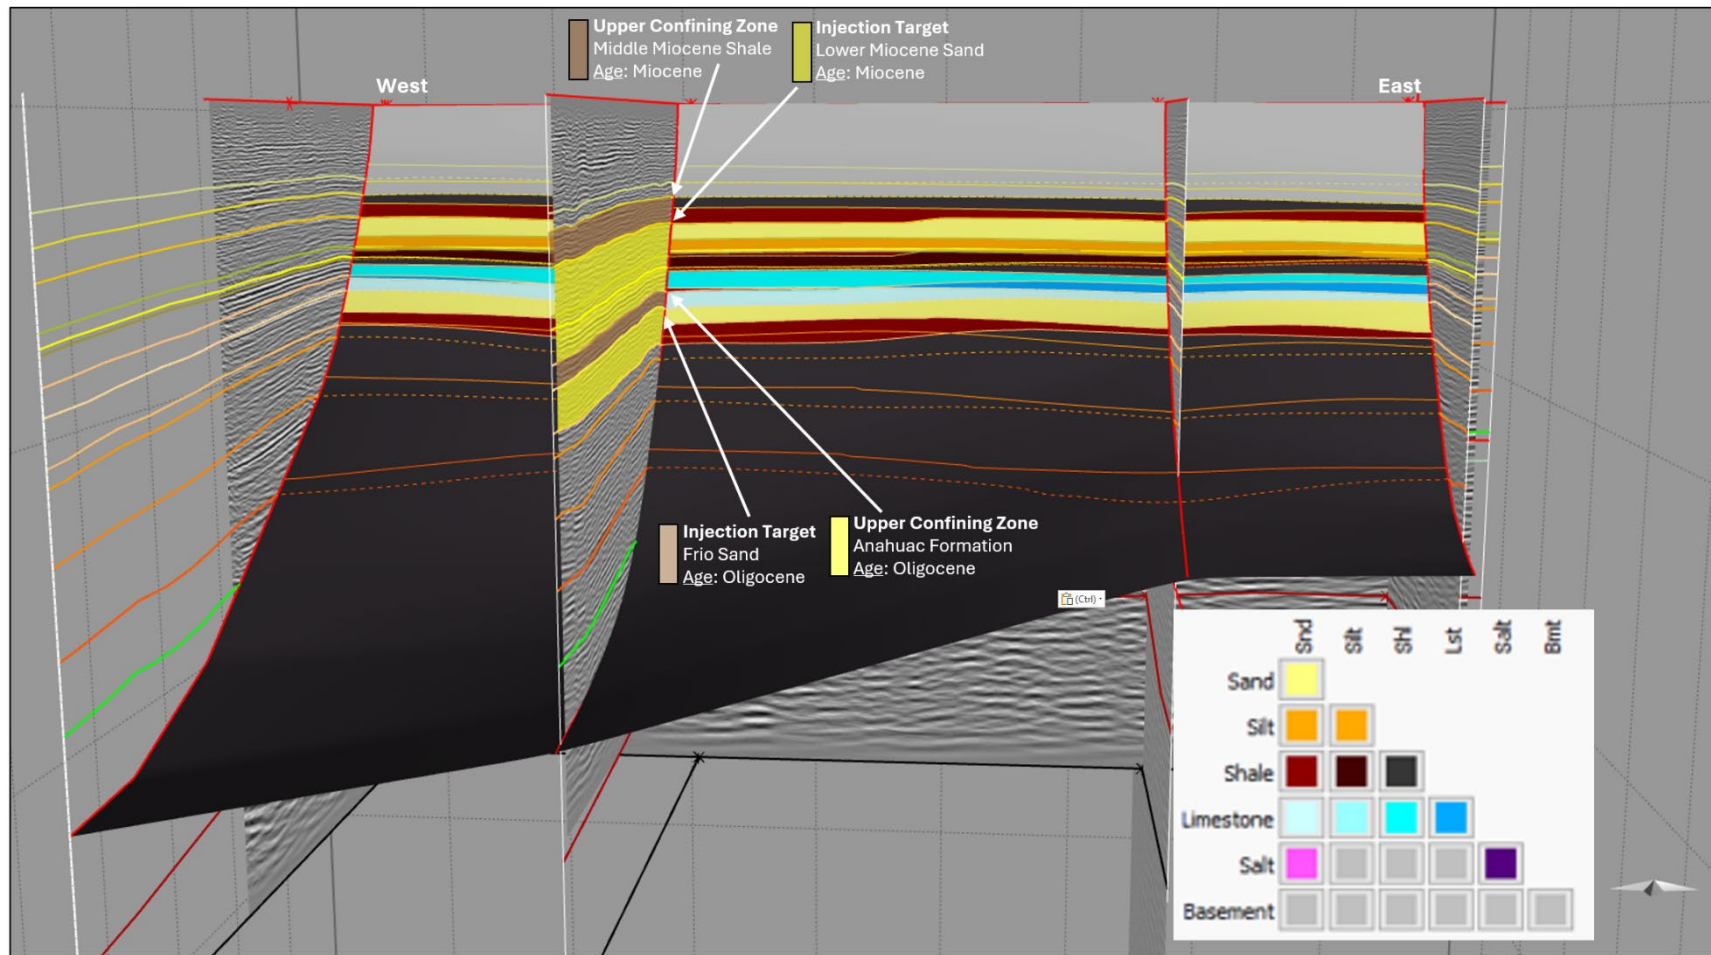 Upper Confining Zone
Middle Miocene Shale
Age: Miocene
Injection Target
Lower Miocene Sand
Age: Miocene
West
East
Injection Target
Frio Sand
Age: Oligocene
Upper Confining Zone
Anahuac Formation
Age: Oligocene
(Ctrl)
Snd
Silt
Shl
Lst
Salt
Bmt
Sand
Silt
Shale
Limestone
Salt
Basement